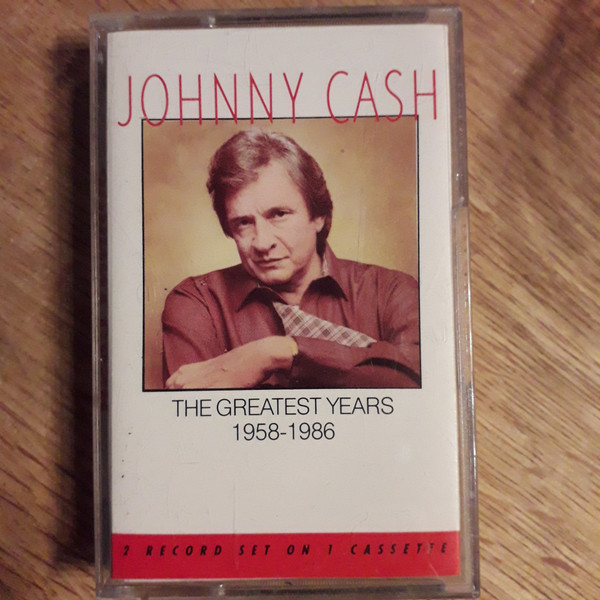 JOHNNY CASH
THE GREATEST YEARS
1958-1986
2 RECORD SET ON 1 CASSETTE